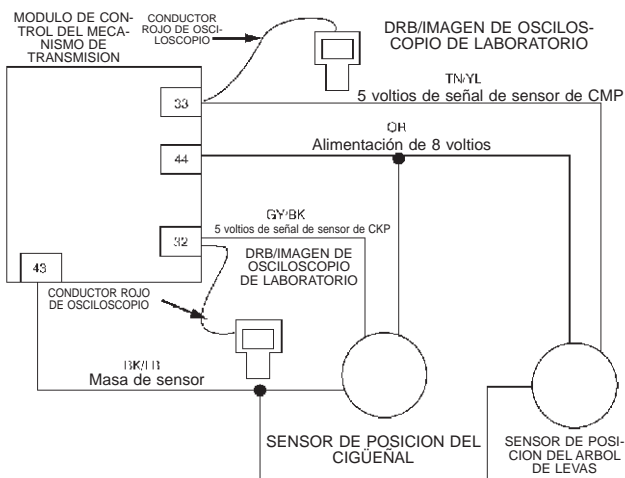 MODULO DE CON-
TROL DEL MECA-
NISMO DE
TRANSMISION
CONDUCTOR
ROJO DE OSCI-
LOSCOPIO
DRB/IMAGEN DE OSCILOS-
COPIO DE LABORATORIO
33
TN/YL
5 voltios de señal de sensor de CMP
44
OR
Alimentación de 8 voltios
GY/BK
5 voltios de señal de sensor de CKP
32
DRB/IMAGEN DE
OSCILOSCOPIO
DE LABORATORIO
43
CONDUCTOR ROJO
DE OSCILOSCOPIO
BK/LB
Masa de sensor
SENSOR DE POSICION DEL
CIGÜEÑAL
SENSOR DE POSI-
CION DEL ARBOL
DE LEVAS